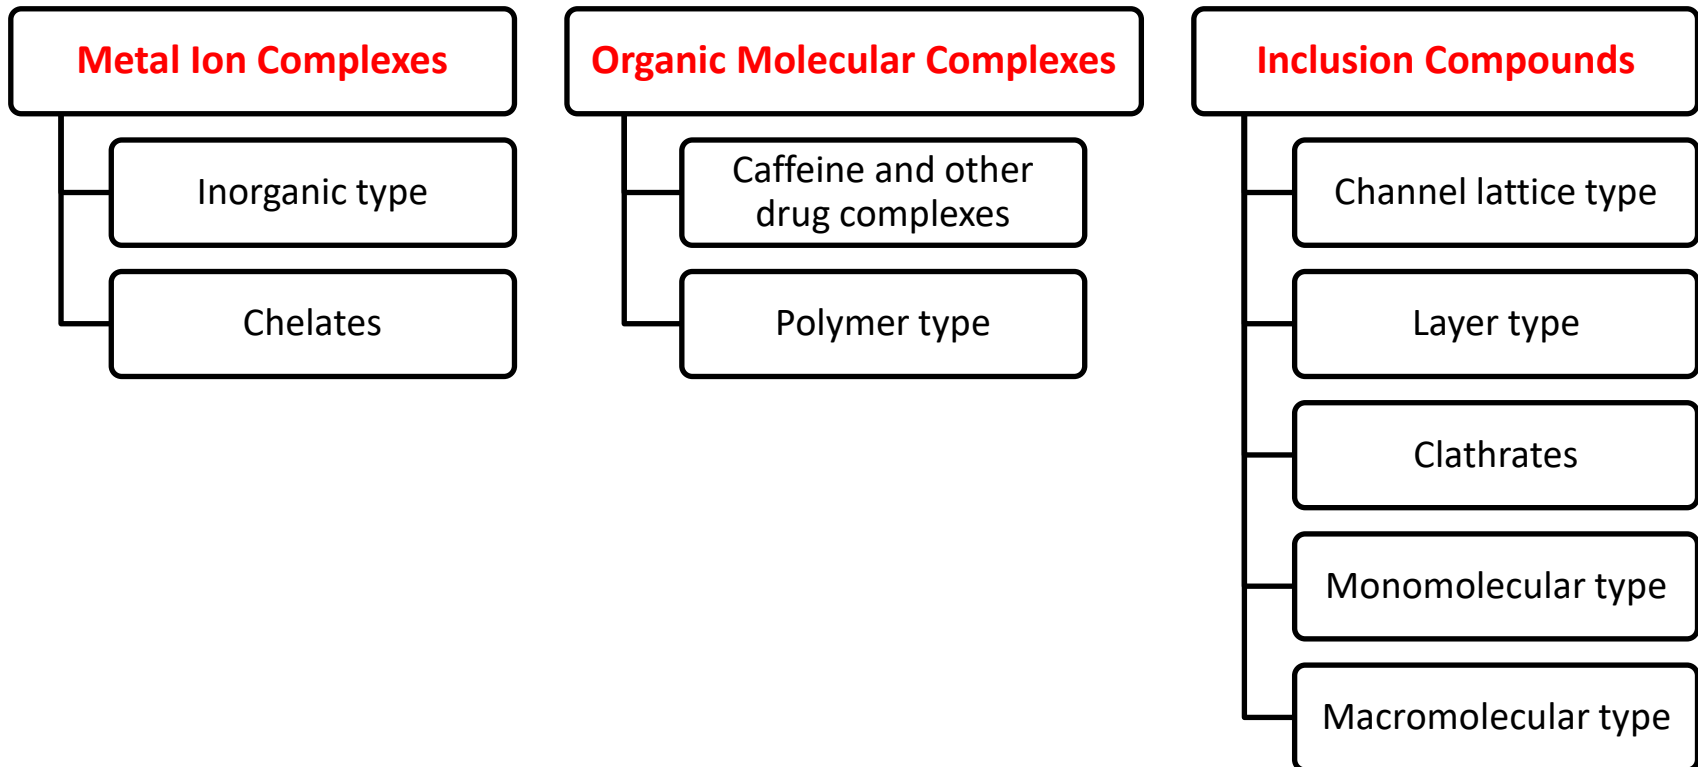 Metal Ion Complexes
Inorganic type
Chelates
Organic Molecular Complexes
Caffeine and other
drug complexes
Polymer type
Inclusion Compounds
Channel lattice type
Layer type
Clathrates
Monomolecular type
Macromolecular type